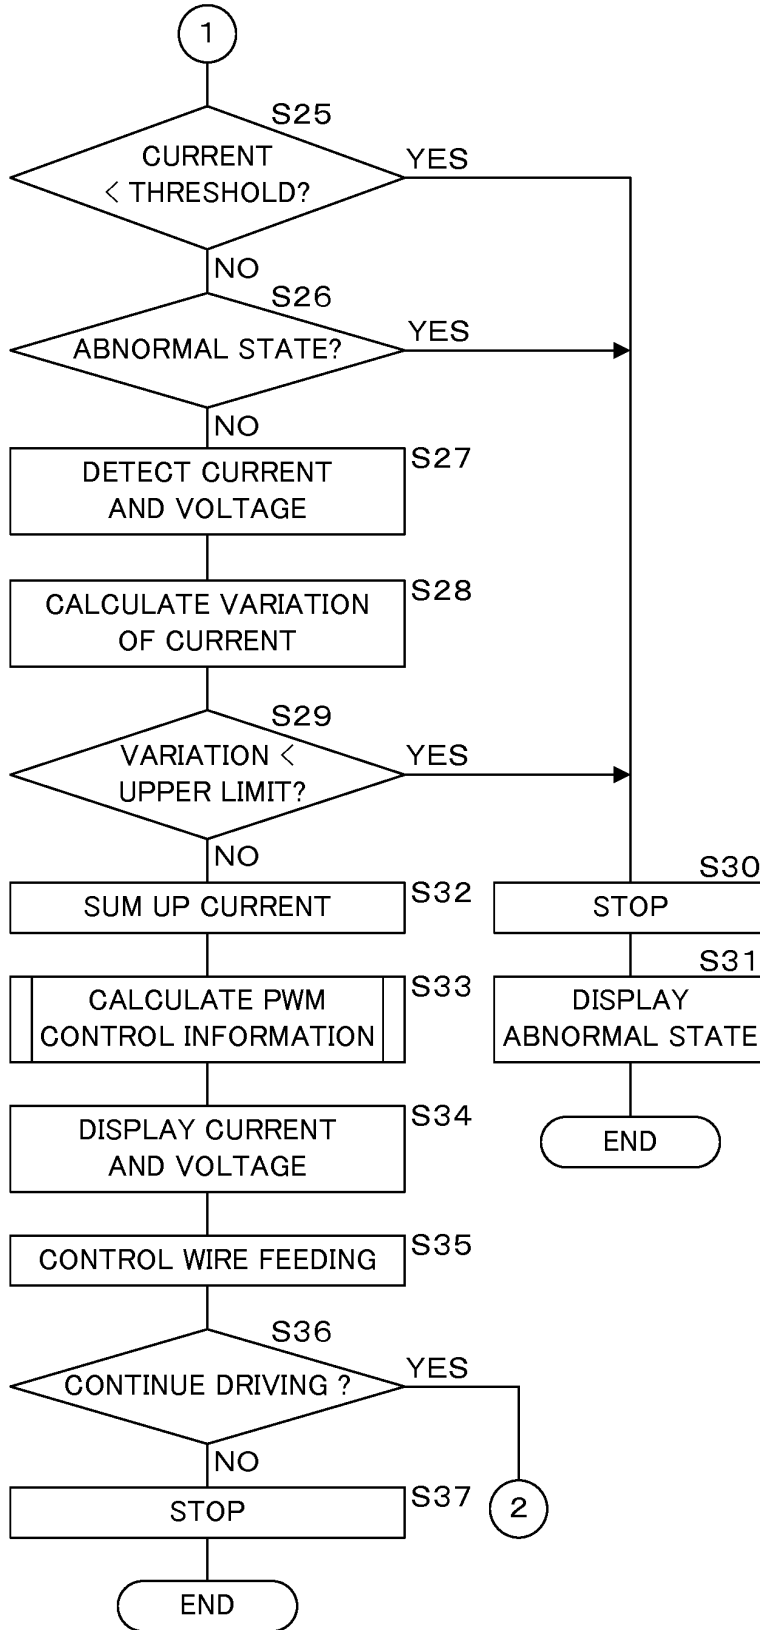 1
S25
CURRENT
< THRESHOLD?
YES
NO
S26
ABNORMAL STATE?
YES
NO
S27
DETECT CURRENT
AND VOLTAGE
S28
CALCULATE VARIATION
OF CURRENT
S29
VARIATION <
UPPER LIMIT?
YES
NO
S32
SUM UP CURRENT
S30
STOP
S33
CALCULATE PWM
CONTROL INFORMATION
S31
DISPLAY
ABNORMAL STATE
S34
DISPLAY CURRENT
AND VOLTAGE
END
S35
CONTROL WIRE FEEDING
S36
CONTINUE DRIVING ?
YES
NO
S37
STOP
2
END